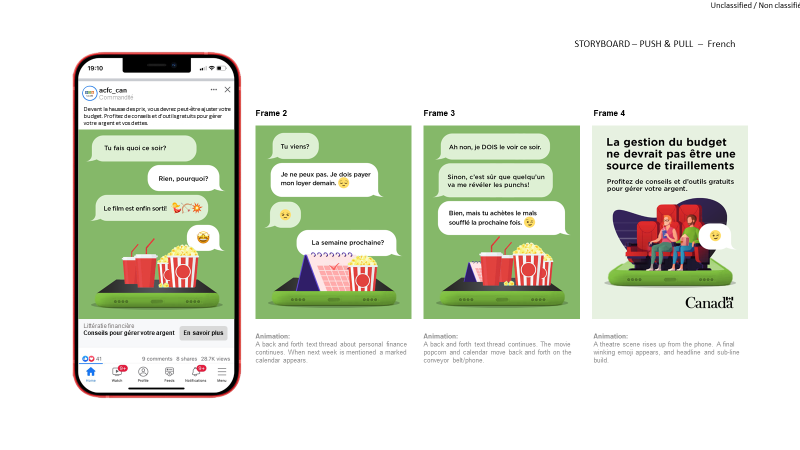 Unclassified / Non classifié
STORYBOARD – PUSH & PULL – French
19:10
acfc_can
Commandité
Devant la hausse des prix, vous devrez peut-être ajuster votre
budget. Profitez de conseils et d'outils gratuits pour gérer
votre argent et vos dettes.
Tu fais quoi ce soir?
Rien, pourquoi?
Le film est enfin sorti!
Littératie financière
Conseils pour gérer votre argent
En savoir plus
41
9 comments 8 shares 28.7K views
9+
9+
Home
Watch
Profile
Feeds
Notifications
Menu
Frame 2
Tu viens?
Je ne peux pas. Je dois payer
mon loyer demain.
La semaine prochaine?
Animation:
A back and forth text thread about personal finance
continues. When next week is mentioned a marked
calendar appears.
Frame 3
Ah non, je DOIS le voir ce soir.
Sinon, c'est sûr que quelqu'un
va me révéler les punchs!
Bien, mais tu achètes le maïs
soufflé la prochaine fois.
Animation:
A back and forth text thread continues. The movie
popcorn and calendar move back and forth on the
conveyor belt/phone.
Frame 4
La gestion du budget
ne devrait pas être une
source de tiraillements
Profitez de conseils et d'outils gratuits
pour gérer votre argent.
Canada
Animation:
A theatre scene rises up from the phone. A final
winking emoji appears, and headline and sub-line
build.